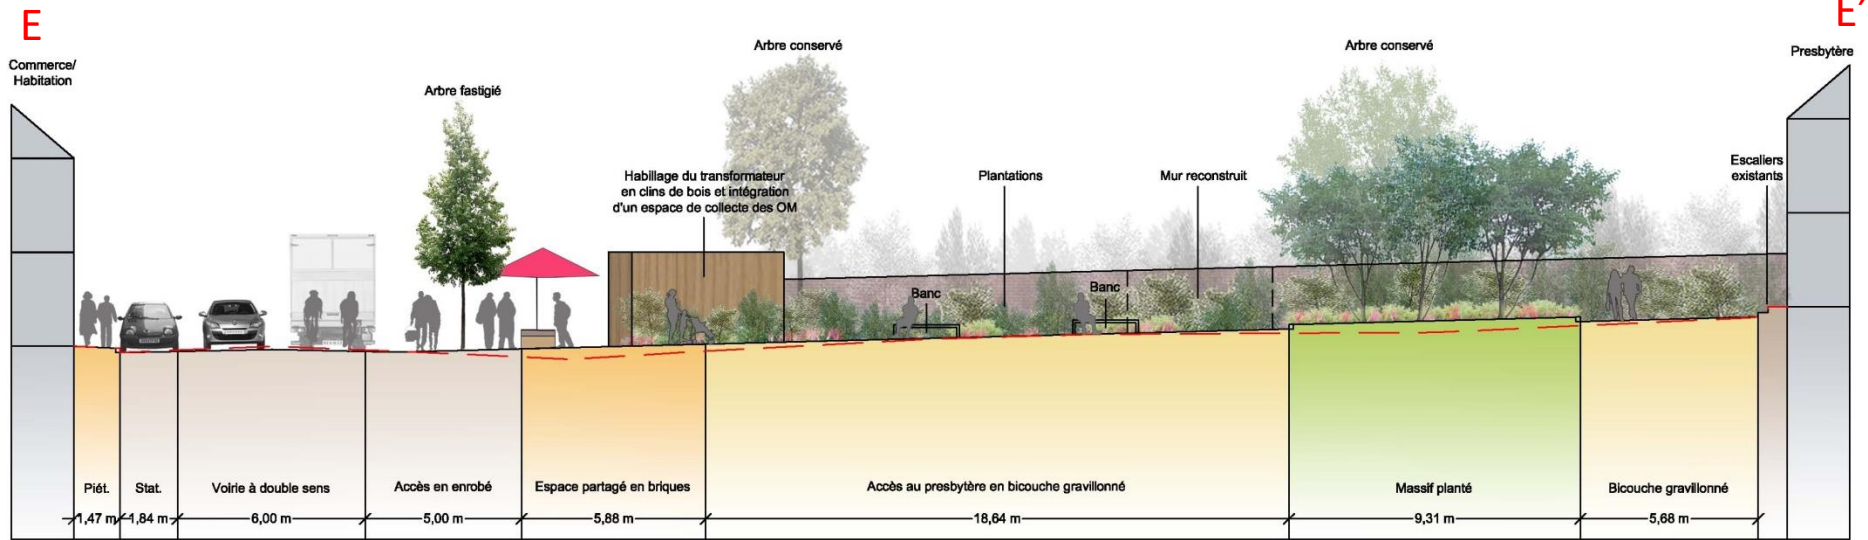 E
E'
Commerce/
Habitation
Arbre fastigié
Arbre conservé
Habillage du transformateur
en clins de bois et intégration
d'un espace de collecte des OM
Plantations
Mur reconstruit
Arbre conservé
Escaliers
existants
Presbytère
Banc
Banc
Piét.
Stat.
Voirie à double sens
Accès en enrobé
Espace partagé en briques
Accès au presbytère en bicouche gravillonné
Massif planté
Bicouche gravillonné
1,47 m
1,84 m
6,00 m
5,00 m
5,88 m
18,64 m
9,31 m
5,68 m